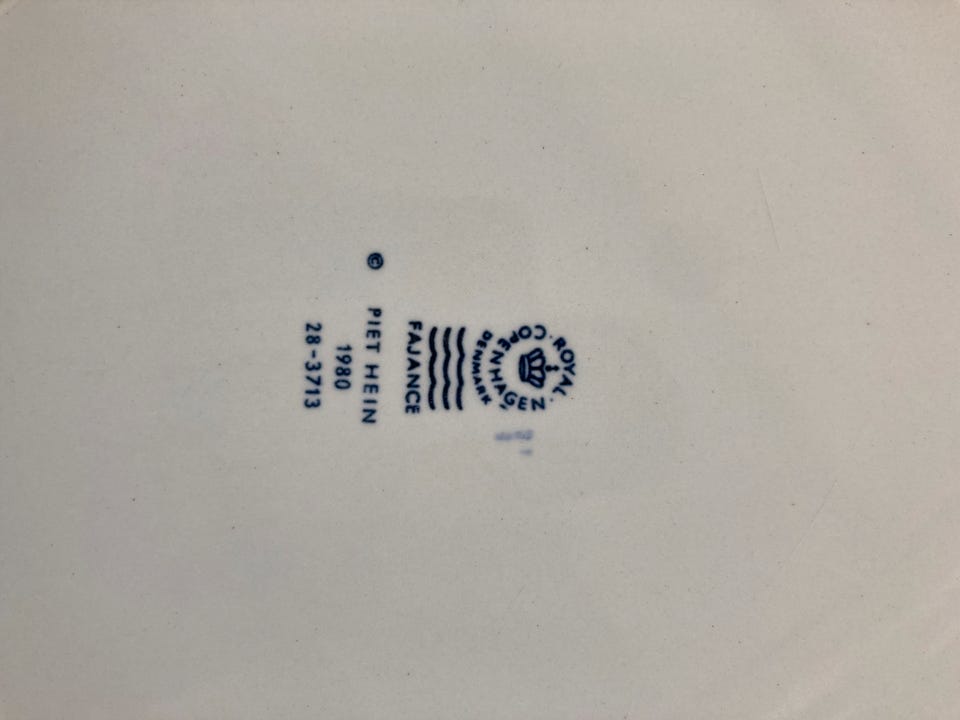 ROYAL
COPENHAGEN
DENMARK
FAJANCE
© PIET HEIN
1980
28-3713